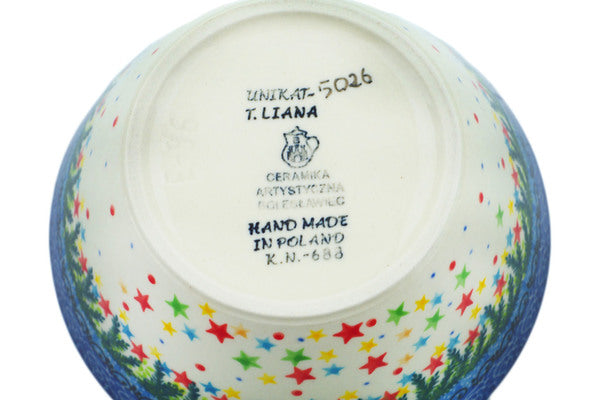 UNIKAT-5026
T. LIANA
CERAMIKA
ARTYSTYCZNA
BOLESŁAWIEC
HAND MADE
IN POLAND
K.N.-688